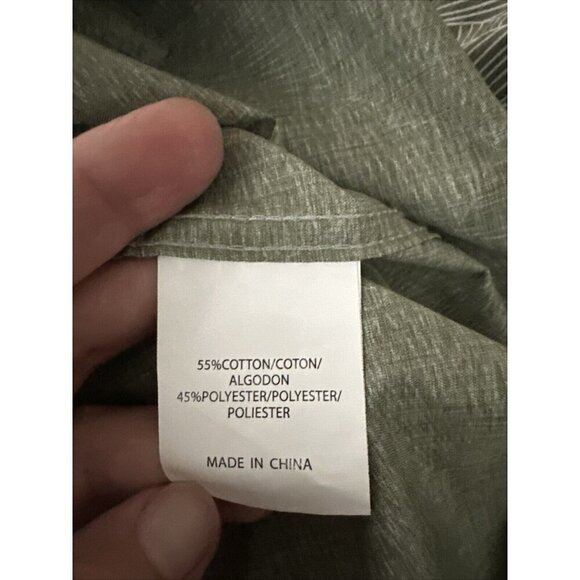 55%COTTON/COTON/
ALGODON
45%POLYESTER/POLYESTER/
POLIESTER
MADE IN CHINA